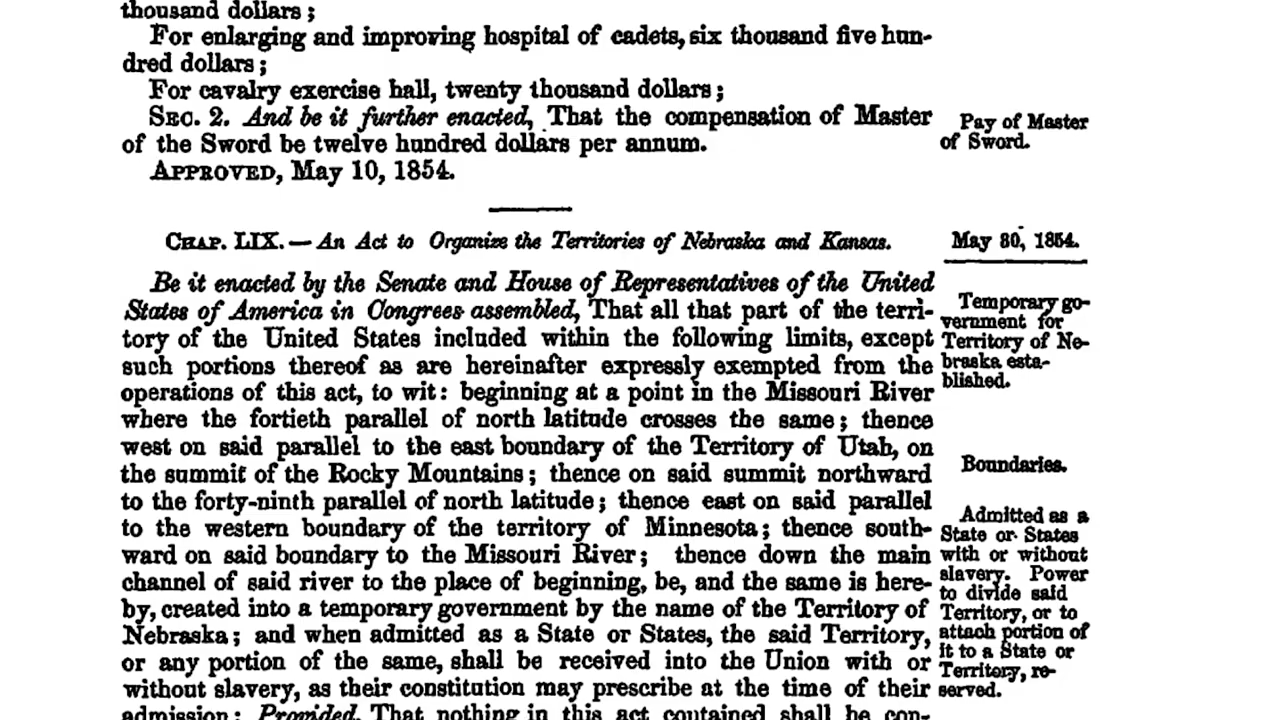 thousand dollars;
For enlarging and improving hospital of cadets, six thousand five hun-
dred dollars;
For cavalry exercise hall, twenty thousand dollars;
SEC. 2. And be it further enacted, That the compensation of Master
of the Sword be twelve hundred dollars per annum.
APPROVED, May 10, 1854.
Pay of Master
of Sword.
CHAP. LIX.—An Act to Organize the Territories of Nebraska and Kansas.
May 30, 1854.
Be it enacted by the Senate and House of Representatives of the United
States of America in Congress assembled, That all that part of the terri-
tory of the United States included within the following limits, except
such portions thereof as are hereinafter expressly exempted from the
operations of this act, to wit: beginning at a point in the Missouri River
where the fortieth parallel of north latitude crosses the same; thence
west on said parallel to the east boundary of the Territory of Utah, on
the summit of the Rocky Mountains; thence on said summit northward
to the forty-ninth parallel of north latitude; thence east on said parallel
to the western boundary of the territory of Minnesota; thence south-
ward on said boundary to the Missouri River; thence down the main
channel of said river to the place of beginning, be, and the same is here-
by, created into a temporary government by the name of the Territory of
Nebraska; and when admitted as a State or States, the said Territory,
or any portion of the same, shall be received into the Union with or
without slavery, as their constitution may prescribe at the time of their
admission: Provided, That nothing in this act contained shall be con-
Temporary go-
vernment for
Territory of Ne-
braska esta-
blished.
Boundaries.
Admitted as a
State or States
with or without
slavery. Power
to divide said
Territory, or to
attach portion of
it to a State or
Territory, re-
served.